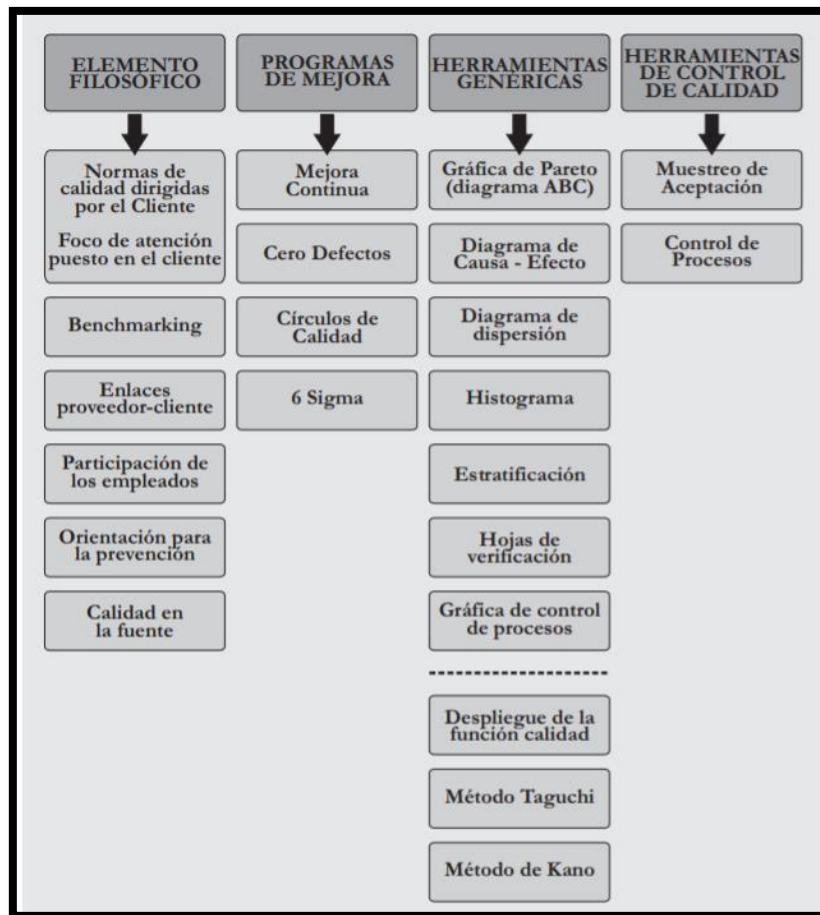 ELEMENTO
FILOSÓFICO
Normas de
calidad dirigidas
por el Cliente
Foco de atención
puesto en el cliente
Benchmarking
Enlaces
proveedor-cliente
Participación de
los empleados
Orientación para
la prevención
Calidad en
la fuente
PROGRAMAS
DE MEJORA
Mejora
Continua
Cero Defectos
Círculos de
Calidad
6 Sigma
HERRAMIENTAS
GENÉRICAS
Gráfica de Pareto
(diagrama ABC)
Diagrama de
Causa - Efecto
Diagrama de
dispersión
Histograma
Estratificación
Hojas de
verificación
Gráfica de control
de procesos
Despliegue de la
función calidad
Método Taguchi
Método de Kano
HERRAMIENTAS
DE CONTROL
DE CALIDAD
Muestreo de
Aceptación
Control de
Procesos